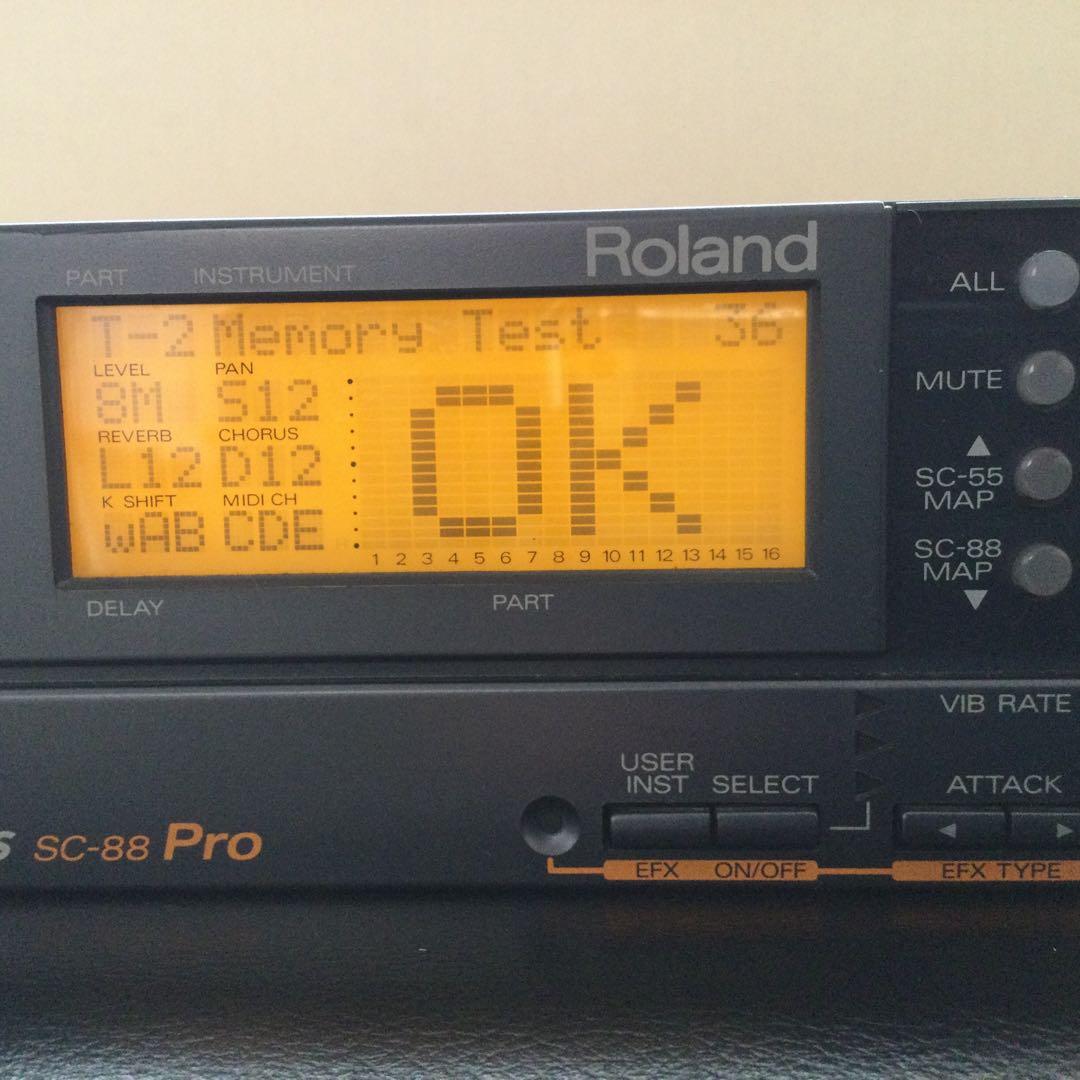 Roland
PART INSTRUMENT
T-2 Memory Test 36
LEVEL PAN
8M S12
REVERB CHORUS
L12 D12
K SHIFT MIDI CH
wAB CDE
OK
1 2 3 4 5 6 7 8 9 10 11 12 13 14 15 16
DELAY PART
ALL
MUTE
SC-55
MAP
SC-88
MAP
VIB RATE
USER
INST SELECT
ATTACK
s SC-88 Pro
EFX ON/OFF
EFX TYPE